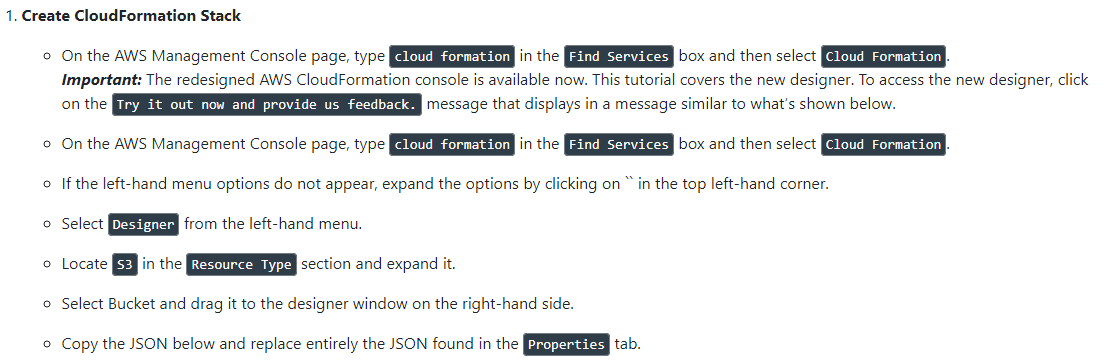 1. Create CloudFormation Stack
On the AWS Management Console page, type cloud formation in the Find Services box and then select Cloud Formation.
Important: The redesigned AWS CloudFormation console is available now. This tutorial covers the new designer. To access the new designer, click
on the Try it out now and provide us feedback. message that displays in a message similar to what's shown below.
On the AWS Management Console page, type cloud formation in the Find Services box and then select Cloud Formation.
If the left-hand menu options do not appear, expand the options by clicking on `` in the top left-hand corner.
Select Designer from the left-hand menu.
Locate S3 in the Resource Type section and expand it.
Select Bucket and drag it to the designer window on the right-hand side.
Copy the JSON below and replace entirely the JSON found in the Properties tab.